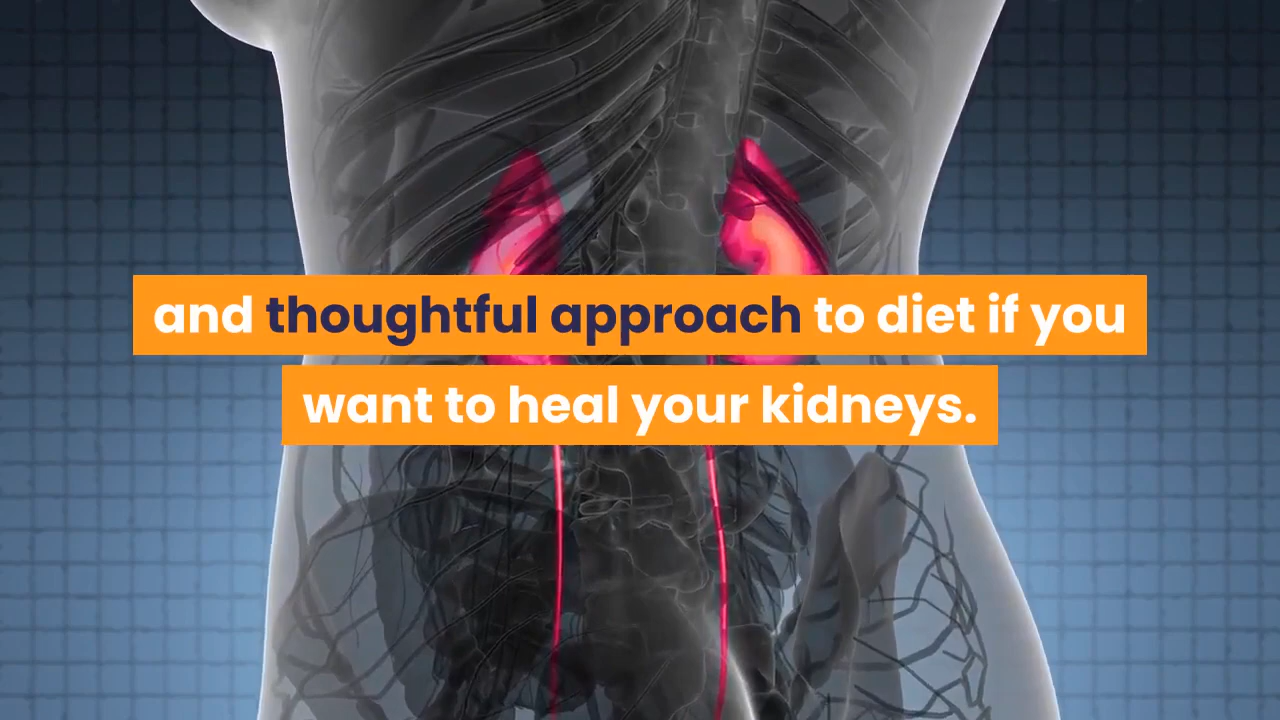 and thoughtful approach to diet if you
want to heal your kidneys.